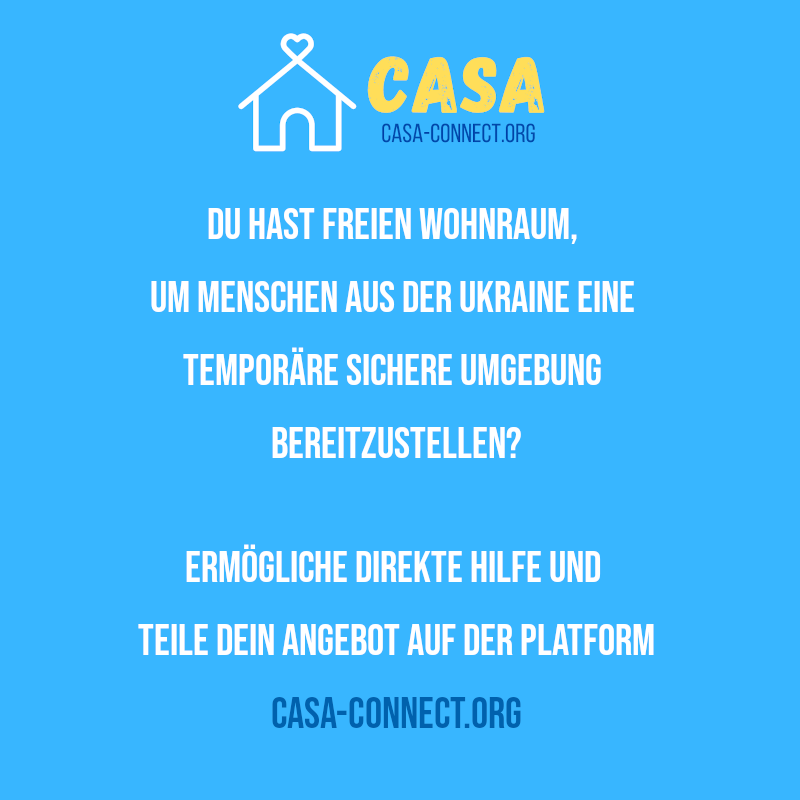 CASA
CASA-CONNECT.ORG
DU HAST FREIEN WOHNRAUM,
UM MENSCHEN AUS DER UKRAINE EINE
TEMPORÄRE SICHERE UMGEBUNG
BEREITZUSTELLEN?
ERMÖGLICHE DIREKTE HILFE UND
TEILE DEIN ANGEBOT AUF DER PLATFORM
CASA-CONNECT.ORG